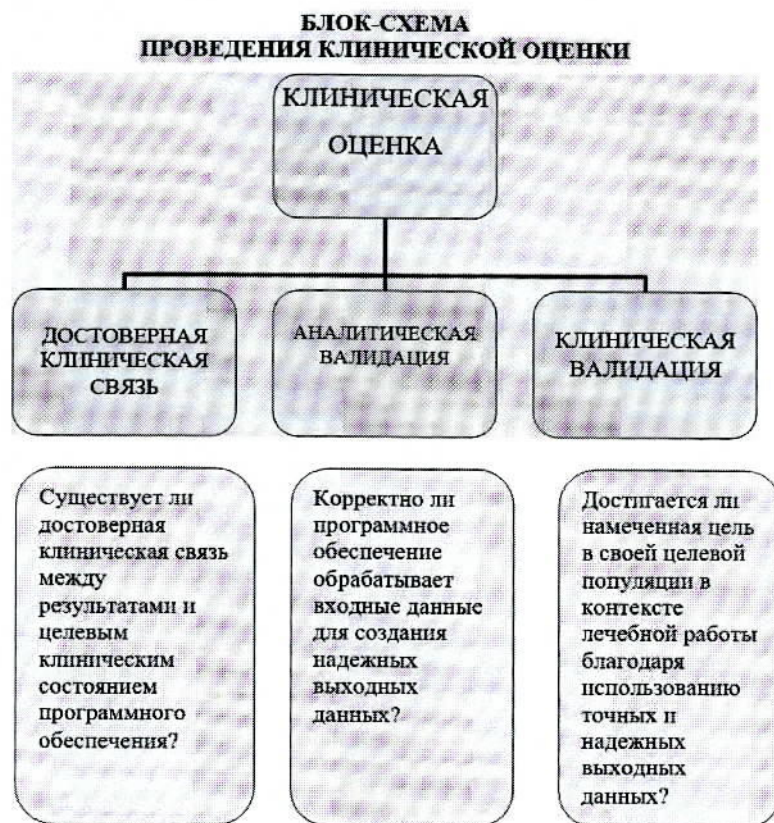 БЛОК-СХЕМА
ПРОВЕДЕНИЯ КЛИНИЧЕСКОЙ ОЦЕНКИ
КЛИНИЧЕСКАЯ
ОЦЕНКА
ДОСТОВЕРНАЯ
КЛИНИЧЕСКАЯ
СВЯЗЬ
АНАЛИТИЧЕСКАЯ
ВАЛИДАЦИЯ
КЛИНИЧЕСКАЯ
ВАЛИДАЦИЯ
Существует ли
достоверная
клиническая связь
между
результатами и
целевым
клиническим
состоянием
программного
обеспечения?
Корректно ли
программное
обеспечение
обрабатывает
входные данные
для создания
надежных
выходных
данных?
Достигается ли
намеченная цель
в своей целевой
популяции в
контексте
лечебной работы
благодаря
использованию
точных и
надежных
выходных
данных?